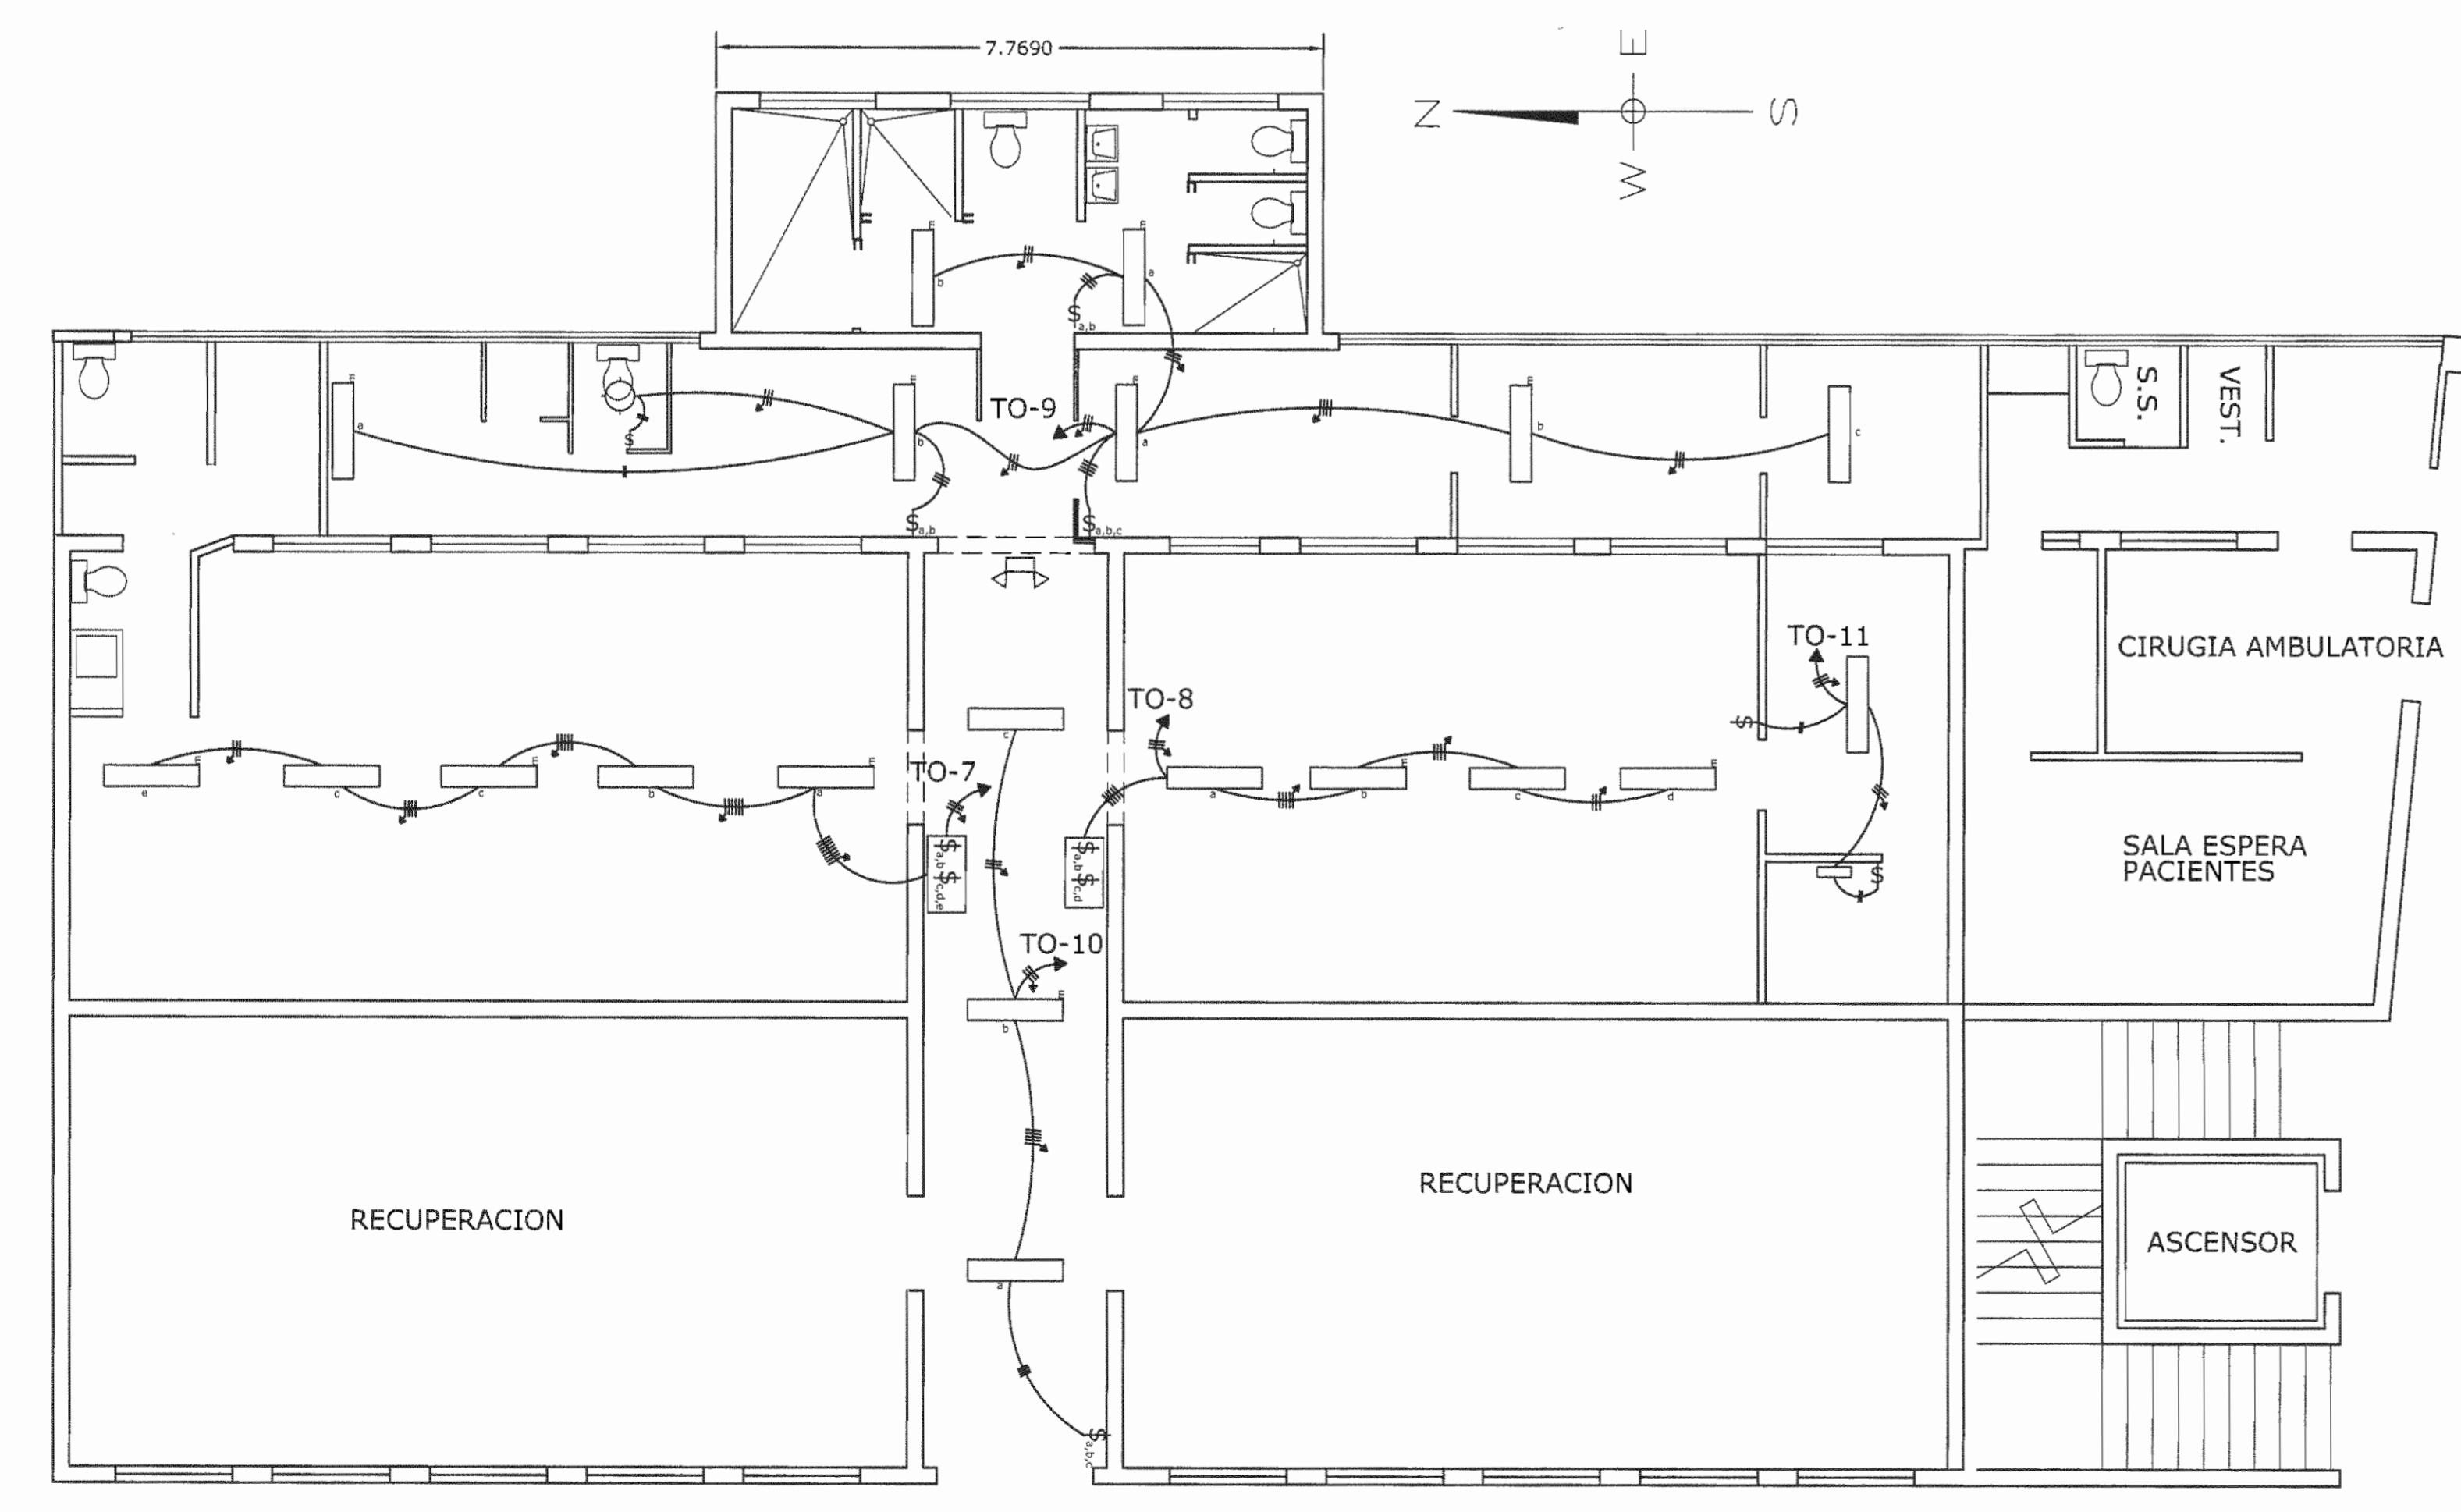 7.7690
E
N
S
W
E
E
b
a
$
a,b
E
E
E
E
a
b
a
b
c
$
TO-9
$
a,b
$
a,b,c
S.S.
VEST.
TO-11
CIRUGIA AMBULATORIA
TO-8
$
c
TO-7
E
E
E
E
E
e
d
c
b
a
a
b
c
d
$
a,b
$
c,d,e
$
a,b
$
c,d
$
SALA ESPERA
PACIENTES
TO-10
E
b
RECUPERACION
RECUPERACION
ASCENSOR
a
$
a,b,c